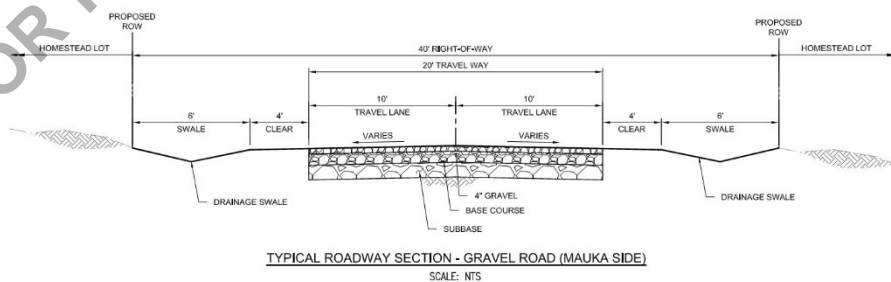 PROPOSED
ROW
PROPOSED
ROW
HOMESTEAD LOT
40' RIGHT-OF-WAY
HOMESTEAD LOT
20' TRAVEL WAY
6'
SWALE
4'
CLEAR
10'
TRAVEL LANE
10'
TRAVEL LANE
4'
CLEAR
6'
SWALE
VARIES
VARIES
DRAINAGE SWALE
4" GRAVEL
BASE COURSE
SUBBASE
DRAINAGE SWALE
TYPICAL ROADWAY SECTION - GRAVEL ROAD (MAUKA SIDE)
SCALE: NTS
OR